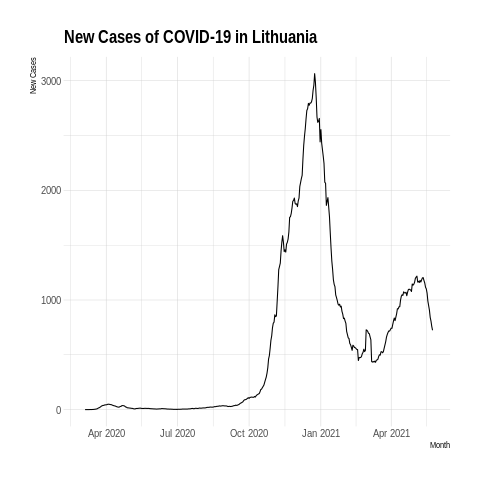 New Cases of COVID-19 in Lithuania
New Cases
3000
2000
1000
0
Apr 2020 Jul 2020 Oct 2020 Jan 2021 Apr 2021
Month